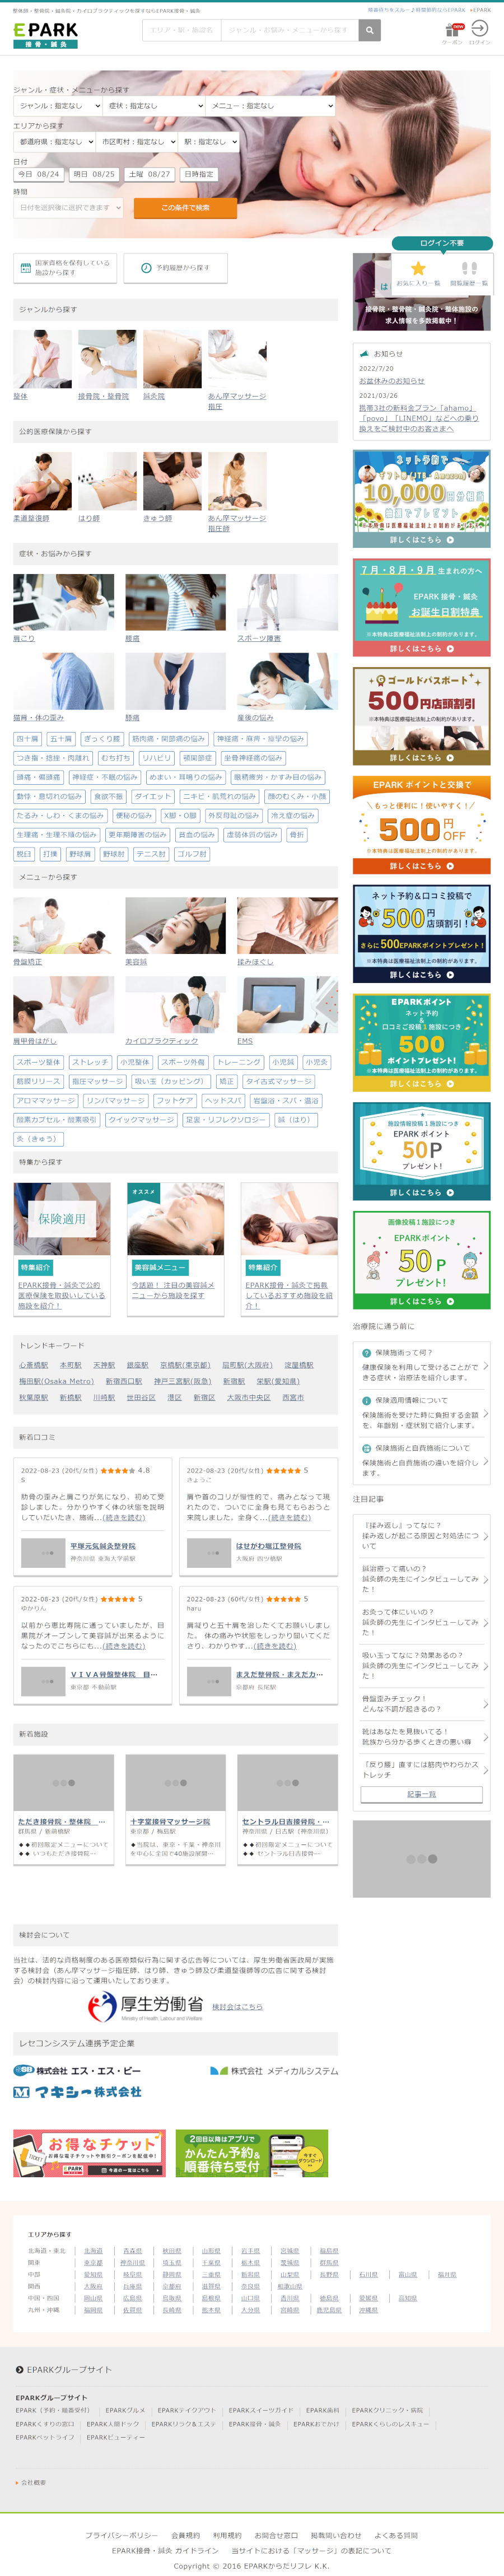 整体師・整骨院・鍼灸院・カイロプラクティックを探すならEPARK接骨・鍼灸
EPARK
接骨・鍼灸
エリア・駅・施設名
ジャンル・お悩み・メニューから探す
クーポン
ログイン
ジャンル・症状・メニューから探す
ジャンル：指定なし
症状：指定なし
メニュー：指定なし
エリアから探す
都道府県：指定なし
市区町村：指定なし
駅：指定なし
日付
今日 08/24
明日 08/25
土曜 08/27
日時指定
時間
日付を選択後に選択できます
この条件で検索
国家資格を保有している
施設から探す
予約履歴から探す
ログイン不要
お気に入り一覧
閲覧履歴一覧
接骨院・整骨院・鍼灸院・整体施設の
求人情報を多数掲載中！
ジャンルから探す
整体
接骨院・整骨院
鍼灸院
あん摩マッサージ
指圧
公的医療保険から探す
柔道整復師
はり師
きゅう師
あん摩マッサージ
指圧師
症状・お悩みから探す
肩こり
腰痛
スポーツ障害
猫背・体の歪み
膝痛
産後の悩み
四十肩
五十肩
ぎっくり腰
筋肉痛・関節痛の悩み
神経痛・麻痺・痙攣の悩み
つき指・捻挫・肉離れ
むち打ち
リハビリ
顎関節症
坐骨神経痛の悩み
頭痛・偏頭痛
神経症・不眠の悩み
めまい・耳鳴りの悩み
眼精疲労・かすみ目の悩み
動悸・息切れの悩み
食欲不振
ダイエット
ニキビ・肌荒れの悩み
顔のむくみ・小顔
たるみ・しわ・くまの悩み
便秘の悩み
X脚・O脚
外反母趾の悩み
冷え症の悩み
生理痛・生理不順の悩み
更年期障害の悩み
貧血の悩み
虚弱体質の悩み
骨折
脱臼
打撲
野球肩
野球肘
テニス肘
ゴルフ肘
メニューから探す
骨盤矯正
美容鍼
揉みほぐし
肩甲骨はがし
カイロプラクティック
EMS
スポーツ整体
ストレッチ
小児整体
スポーツ外傷
トレーニング
小児鍼
小児灸
筋膜リリース
指圧マッサージ
吸い玉（カッピング）
矯正
タイ古式マッサージ
アロママッサージ
リンパマッサージ
フットケア
ヘッドスパ
岩盤浴・スパ・温浴
酸素カプセル・酸素吸引
クイックマッサージ
足裏・リフレクソロジー
鍼（はり）
灸（きゅう）
特集から探す
保険適用
特集紹介
EPARK接骨・鍼灸で公的
医療保険を取扱いしている
施設を紹介！
オススメ
美容鍼メニュー
今話題！ 注目の美容鍼メ
ニューから施設を探す
特集紹介
EPARK接骨・鍼灸で掲載
しているおすすめ施設を紹
介！
トレンドキーワード
心斎橋駅
本町駅
天神駅
銀座駅
京橋駅(東京都)
扇町駅(大阪府)
淀屋橋駅
梅田駅(Osaka Metro)
新宿西口駅
神戸三宮駅(阪急)
新宿駅
栄駅(愛知県)
秋葉原駅
新橋駅
川崎駅
世田谷区
港区
新宿区
大阪市中央区
西宮市
新着口コミ
2022-08-23 (20代/女性) ★★★★★ 4.8
S
肪骨の歪みと肩こりが気になり、初めて受
診しました、分かりやすく体の状態を説明
していただいき、施術...(続きを読む)
平塚元気鍼灸整骨院
神奈川県 東海大学前駅
2022-08-23 (20代/女性) ★★★★★ 5
きょうこ
肩や首のコリが慢性的で、痛みとなって現
れたので、ついでに全身も見てもらおうと
来院しました。全身く...(続きを読む)
はせがわ堀江整骨院
大阪府 四ツ橋駅
2022-08-23 (20代/女性) ★★★★★ 5
ゆかりん
以前から恵比寿院に通っていましたが、目
黒院がオープンして美容鍼が出来るように
なったのでこちらにも...(続きを読む)
ＶＩＶＡ骨盤整体院 目…
東京都 不動前駅
2022-08-23 (60代/女性) ★★★★★ 5
haru
肩凝りと五十肩を治したくてお願いしまし
た。 体の痛みや状態をしっかり聞いてくだ
さり、わかりやす...(続きを読む)
まえだ整骨院・まえだカ…
京都府 長尾駅
新着施設
ただき接骨院・整体院 …
群馬県 / 新前橋駅
◆◆初回限定メニューについて
◆◆ いつもただき接骨院…
十字堂接骨マッサージ院
東京都 / 梅島駅
◆当院は、東京・千葉・神奈川
を中心に全国で40施設展開…
セントラル日吉接骨院・…
神奈川県 / 日吉駅（神奈川県）
◆◆初回限定メニューについて
◆◆ セントラル日吉接骨…
検討会について
当社は、法的な資格制度のある医療類似行為に関する広告等については、厚生労働省医政局が実施
する検討会（あん摩マッサージ指圧師、はり師、きゅう師及び柔道整復師等の広告に関する検討
会）の検討内容に沿って運用いたしております。
厚生労働省
Ministry of Health, Labour and Welfare
検討会はこちら
レセコンシステム連携予定企業
株式会社 エス・エス・ビー
株式会社 メディカルシステム
マキシー株式会社
お得なチケット
今週の一覧はこちら
2回目以降はアプリで
かんたん予約&
順番待ち受付
お知らせ
2022/7/20
お盆休みのお知らせ
2021/03/26
携帯3社の新料金プラン「ahamo」
「povo」「LINEMO」などへの乗り
換えをご検討中のお客さまへ
ネット予約で
ギフト券(JTB・Amazon)
10,000円分相当
抽選でプレゼント！
詳しくはこちら
7月・8月・9月 生まれの方へ
EPARK 接骨・鍼灸
お誕生日割特典
詳しくはこちら
ゴールドパスポート
500円店頭割引
詳しくはこちら
EPARKポイントと交換で
もっと便利に！使いやすく！
500円OFF
詳しくはこちら
ネット予約&口コミ投稿で
500円店頭割引！
さらに500EPARKポイントプレゼント！
詳しくはこちら
EPARKポイント
ネット予約
&
口コミご投稿1施設につき
500ポイントプレゼント！
詳しくはこちら
施設情報投稿1施設につき
EPARK ポイント
50P
プレゼント！
詳しくはこちら
画像投稿1施設につき
EPARKポイント
50P
プレゼント！
詳しくはこちら
治療院に通う前に
保険施術って何？
健康保険を利用して受けることがで
きる症状・治療法を紹介します。
保険適用情報について
保険施術を受けた時に負担する金額
を、年齢別・症状別で紹介します。
保険施術と自費施術について
保険施術と自費施術の違いを紹介し
ます。
注目記事
『揉み返し』ってなに？
揉み返しが起こる原因と対処法につ
いて
鍼治療って痛いの？
鍼灸師の先生にインタビューしてみ
た！
お灸って体にいいの？
鍼灸師の先生にインタビューしてみ
た！
吸い玉ってなに？効果あるの？
鍼灸師の先生にインタビューしてみ
た！
骨盤歪みチェック！
どんな不調が起きるの？
靴はあなたを見抜いてる！
靴族から分かる歩くときの悪い癖
「反り腰」直すには筋肉やわらかス
トレッチ
記事一覧
エリアから探す
北海道・東北 北海道 青森県 秋田県 山形県 岩手県 宮城県 福島県
関東 東京都 神奈川県 埼玉県 千葉県 栃木県 茨城県 群馬県
中部 愛知県 岐阜県 静岡県 三重県 新潟県 山梨県 長野県 石川県 富山県 福井県
関西 大阪府 兵庫県 京都府 滋賀県 奈良県 和歌山県
中国・四国 岡山県 広島県 鳥取県 島根県 山口県 香川県 徳島県 愛媛県 高知県
九州・沖縄 福岡県 佐賀県 長崎県 熊本県 大分県 宮崎県 鹿児島県 沖縄県
EPARKグループサイト
EPARKグループサイト
EPARK（予約・順番受付） EPARKグルメ EPARKテイクアウト EPARKスイーツガイド EPARK歯科 EPARKクリニック・病院
EPARKくすりの窓口 EPARK人間ドック EPARKリラク&エステ EPARK接骨・鍼灸 EPARKおでかけ EPARKくらしのレスキュー
EPARKペットライフ EPARKビューティー
会社概要
プライバシーポリシー 会員規約 利用規約 お問合せ窓口 掲載問い合わせ よくある質問
EPARK接骨・鍼灸 ガイドライン 当サイトにおける「マッサージ」の表記について
Copyright © 2016 EPARKからだリフレ K.K.